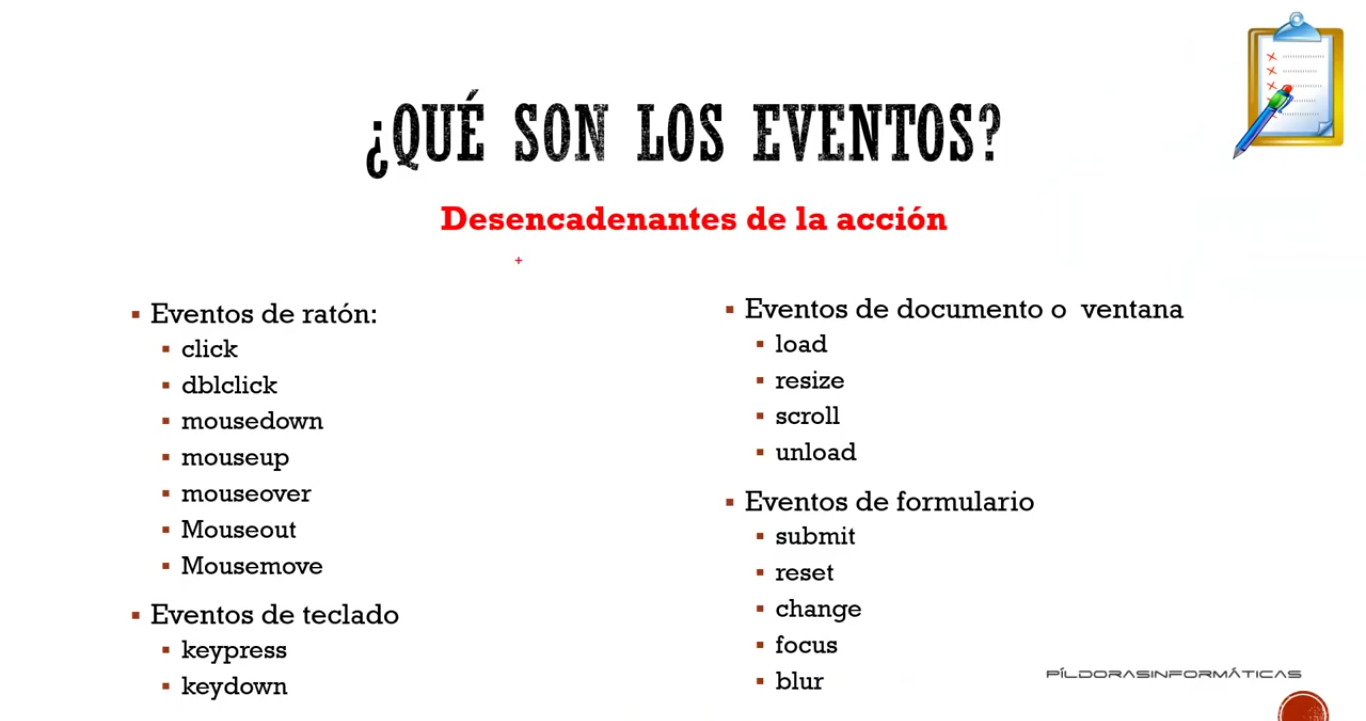 ¿QUÉ SON LOS EVENTOS?
Desencadenantes de la acción
Eventos de ratón:
click
dblclick
mousedown
mouseup
mouseover
Mouseout
Mousemove
Eventos de teclado
keypress
keydown
Eventos de documento o ventana
load
resize
scroll
unload
Eventos de formulario
submit
reset
change
focus
blur
PÍLDORASINFORMÁTICAS